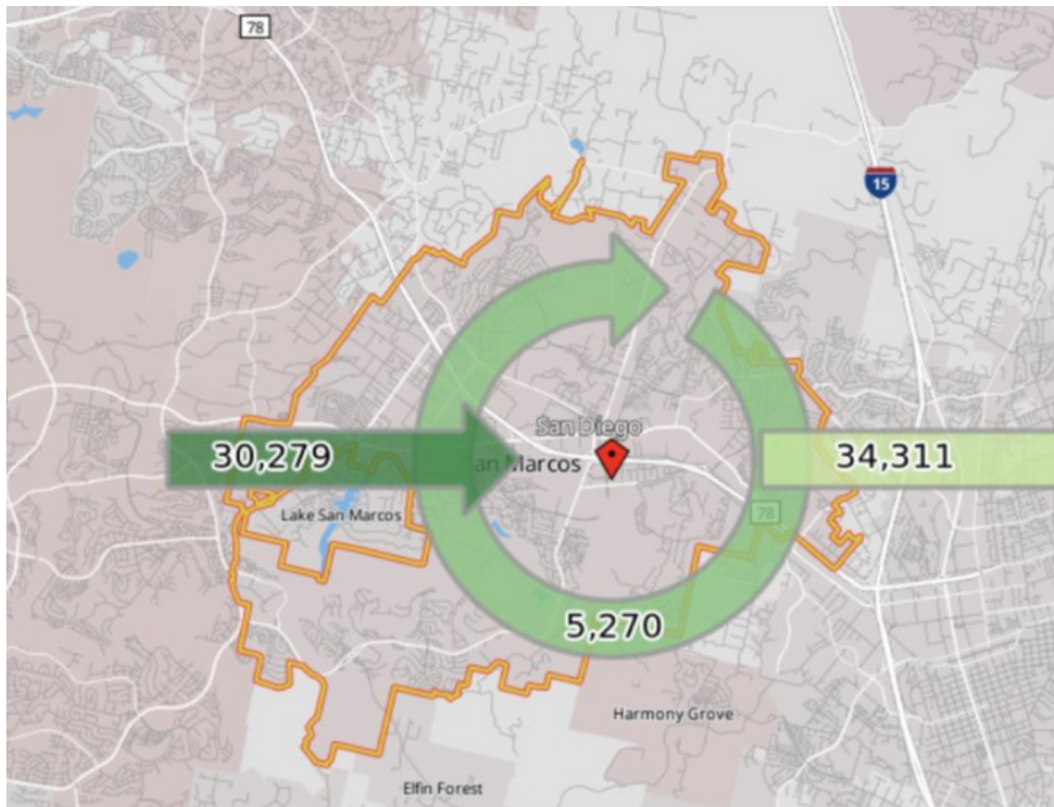 78
15
San Diego
30,279
an Marcos
34,311
Lake San Marcos
78
5,270
Harmony Grove
Elfin Forest